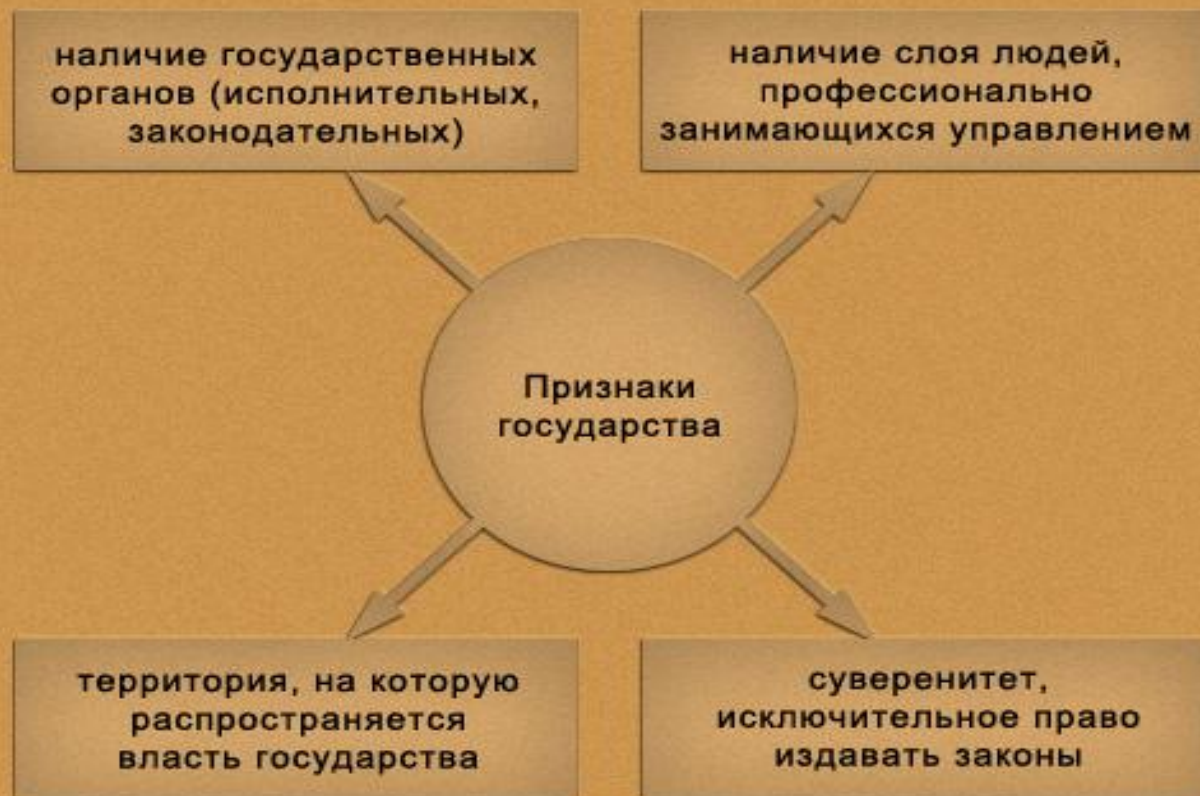 наличие государственных
органов (исполнительных,
законодательных)
наличие слоя людей,
профессионально
занимающихся управлением
Признаки
государства
территория, на которую
распространяется
власть государства
суверенитет,
исключительное право
издавать законы